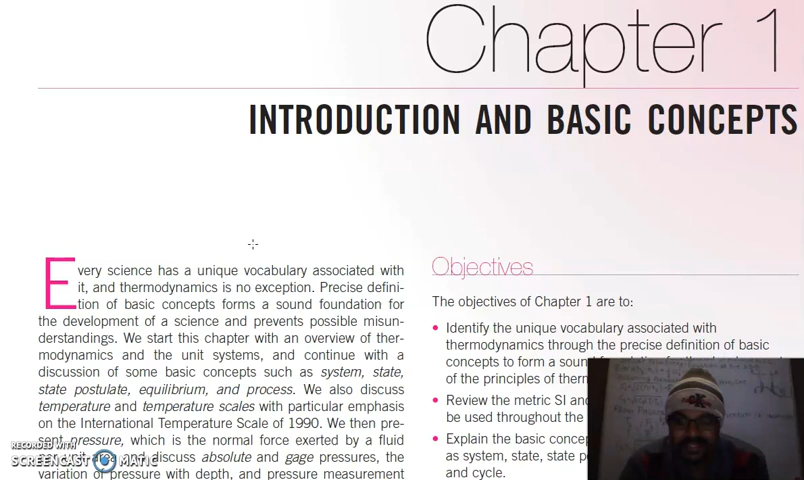 Chapter 1
INTRODUCTION AND BASIC CONCEPTS
Every science has a unique vocabulary associated with
it, and thermodynamics is no exception. Precise defini-
tion of basic concepts forms a sound foundation for
the development of a science and prevents possible misun-
derstandings. We start this chapter with an overview of ther-
modynamics and the unit systems, and continue with a
discussion of some basic concepts such as system, state,
state postulate, equilibrium, and process. We also discuss
temperature and temperature scales with particular emphasis
on the International Temperature Scale of 1990. We then pre-
sent pressure, which is the normal force exerted by a fluid
and discuss absolute and gage pressures, the
variation of pressure with depth, and pressure measurement
Objectives
The objectives of Chapter 1 are to:
• Identify the unique vocabulary associated with
thermodynamics through the precise definition of basic
concepts to form a sound
of the principles of
• Review the metric SI and
be used throughout the
• Explain the basic
as system, state, state
and cycle.
RECORDED WITH
SCREENCAST MATIC